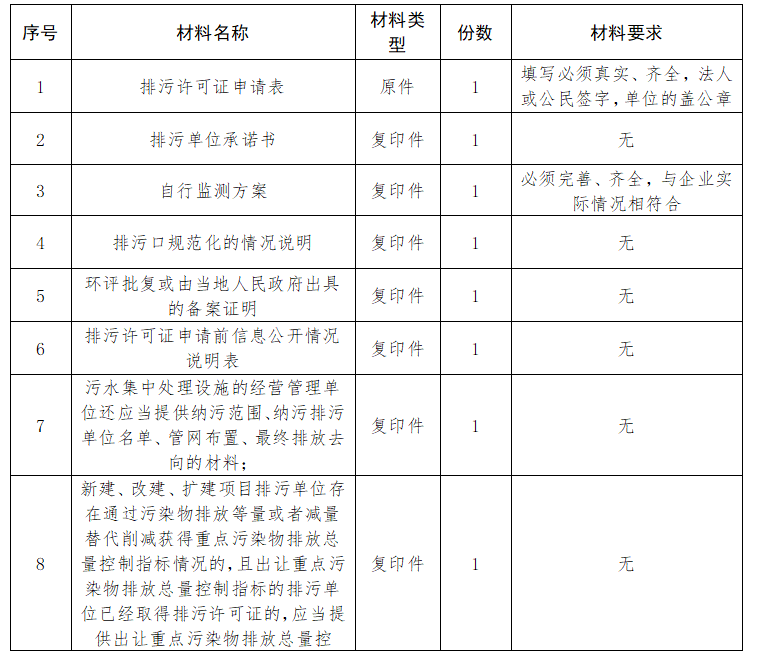 序号 材料名称 材料类型 份数 材料要求
1 排污许可证申请表 原件 1 填写必须真实、齐全，法人
或公民签字，单位的盖公章
2 排污单位承诺书 复印件 1 无
3 自行监测方案 复印件 1 必须完善、齐全，与企业实
际情况相符合
4 排污口规范化的情况说明 复印件 1 无
5 环评批复或由当地人民政府出具
的备案证明 复印件 1 无
6 排污许可证申请前信息公开情况
说明表 复印件 1 无
7 污水集中处理设施的经营管理单
位还应当提供纳污范围、纳污排污
单位名单、管网布置、最终排放去
向的材料； 复印件 1 无
8 新建、改建、扩建项目排污单位存
在通过污染物排放等量或者减量
替代削减获得重点污染物排放总
量控制指标情况的，且出让重点污
染物排放总量控制指标的排污单
位已经取得排污许可证的，应当提
供出让重点污染物排放总量控 复印件 1 无